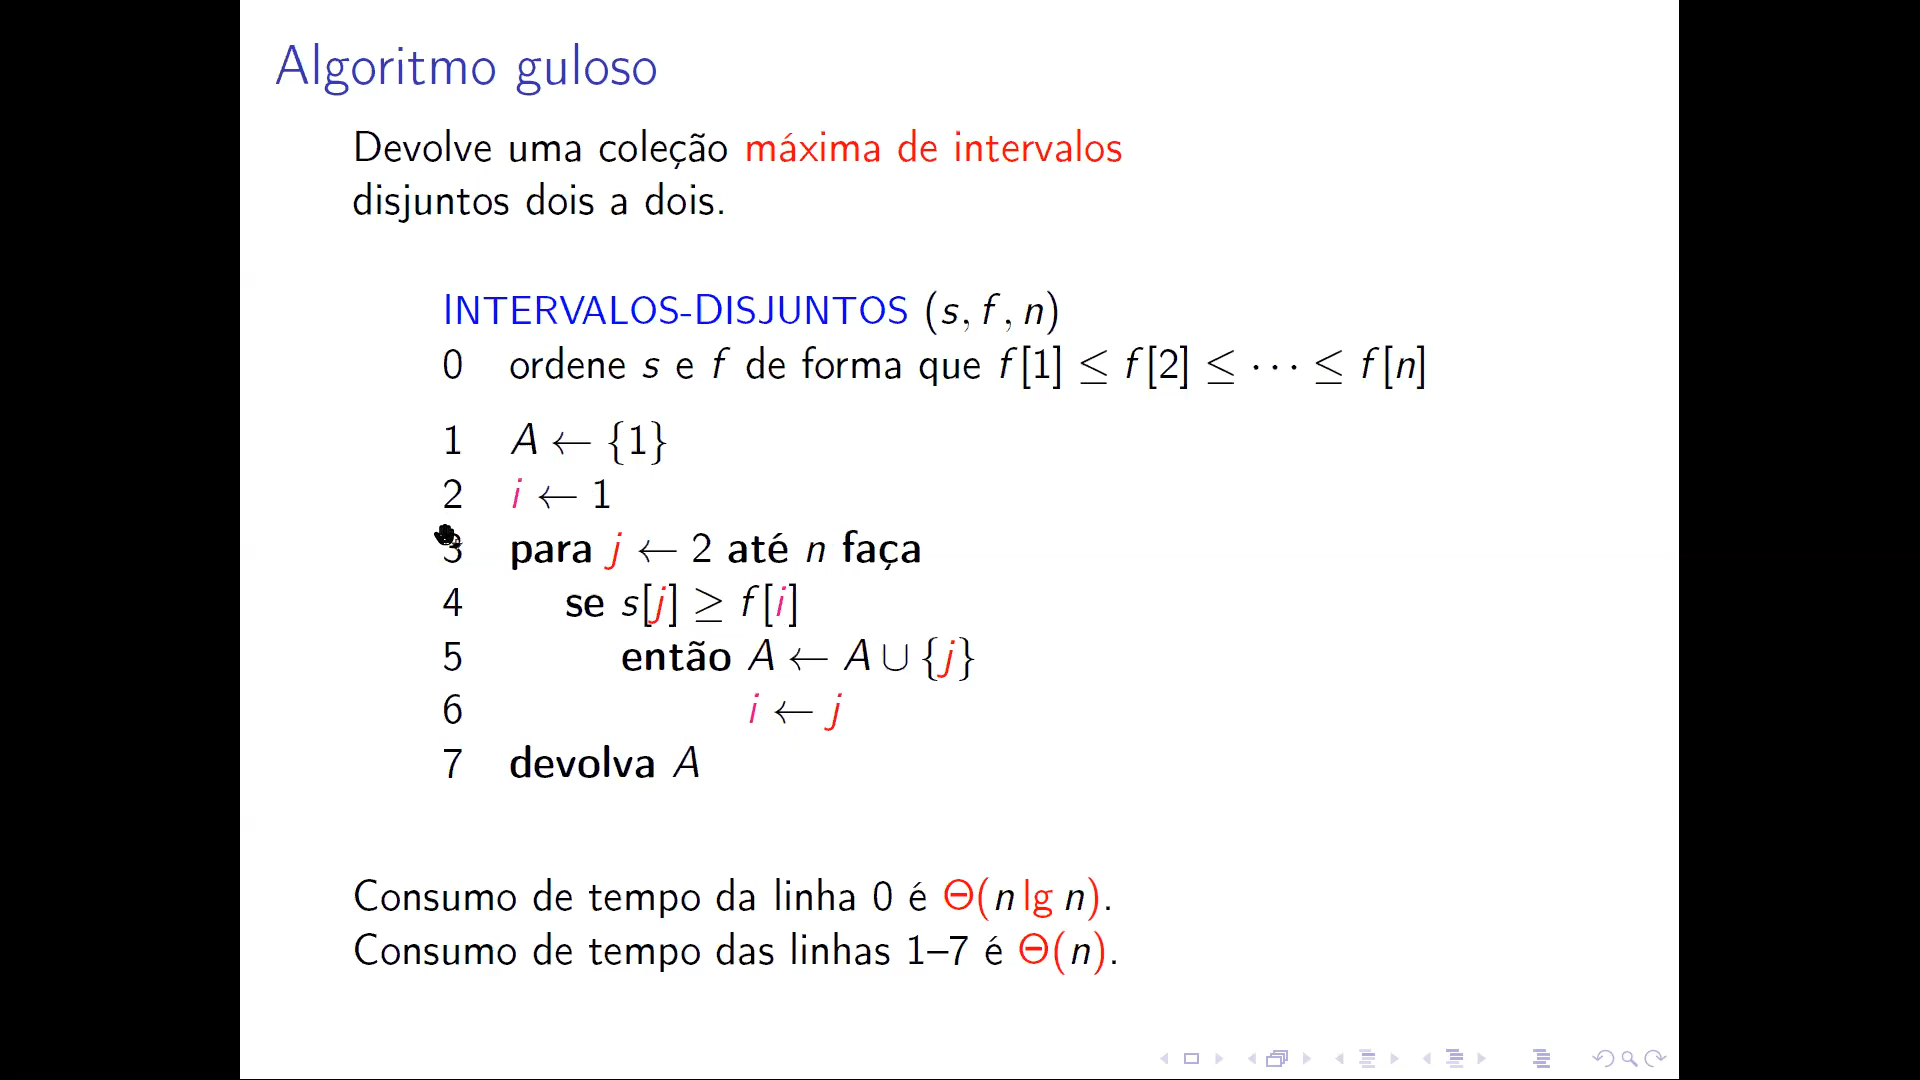 Algoritmo guloso
Devolve uma coleção máxima de intervalos
disjuntos dois a dois.
INTERVALOS-DISJUNTOS (s, f, n)
0 ordene s e f de forma que f[1] ≤ f[2] ≤ ⋯ ≤ f[n]
1 A ← {1}
2 i ← 1
3 para j ← 2 até n faça
4 se s[j] ≥ f[i]
5 então A ← A ∪ {j}
6 i ← j
7 devolva A
Consumo de tempo da linha 0 é Θ(n lg n).
Consumo de tempo das linhas 1–7 é Θ(n).